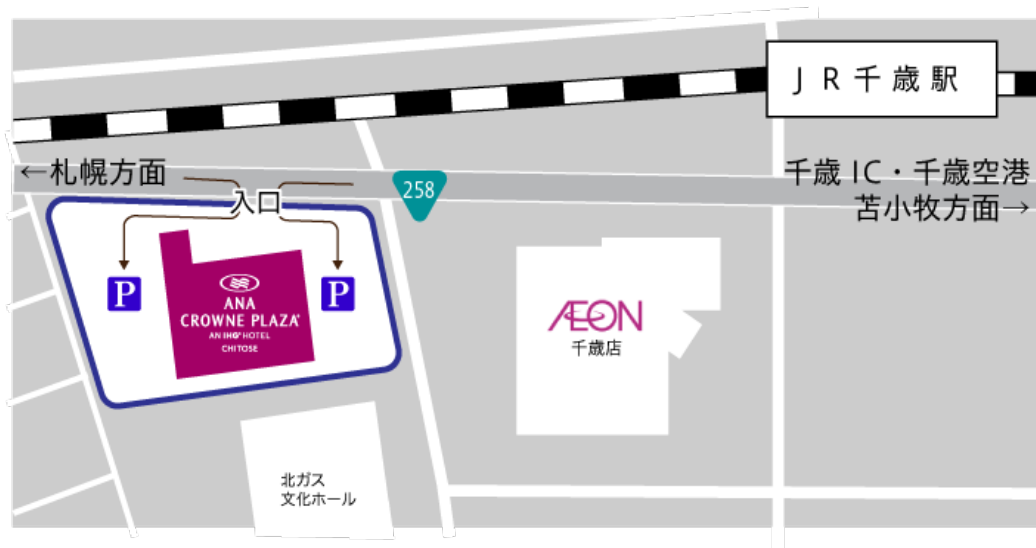 JR千歳駅
←札幌方面
258
千歳 IC・千歳空港
苫小牧方面→
入口
P
P
ANA
CROWNE PLAZA®
AN IHG® HOTEL
CHITOSE
ÆON
千歳店
北ガス
文化ホール